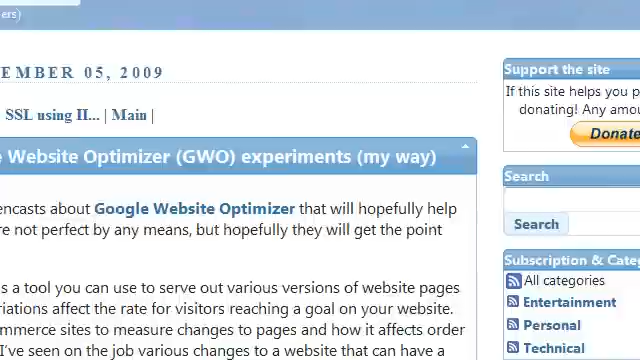 ers)
EMBER 05, 2009
SSL using II... | Main |
Website Optimizer (GWO) experiments (my way)
encasts about Google Website Optimizer that will hopefully help
re not perfect by any means, but hopefully they will get the point
s a tool you can use to serve out various versions of website pages
riations affect the rate for visitors reaching a goal on your website.
mmerce sites to measure changes to pages and how it affects order
I've seen on the job various changes to a website that can have a
Support the site
If this site helps you p
donating! Any amou
Donate
Search
Search
Subscription & Categ
All categories
Entertainment
Personal
Technical